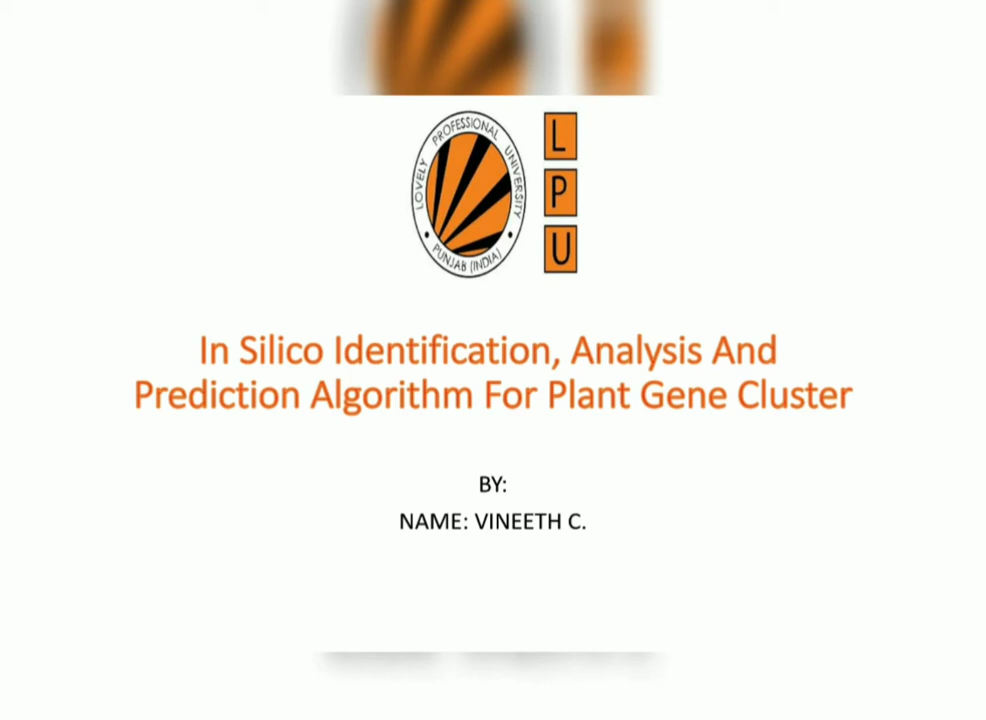 LOVELY PROFESSIONAL UNIVERSITY
PUNJAB (INDIA)
L
P
U
In Silico Identification, Analysis And
Prediction Algorithm For Plant Gene Cluster
BY:
NAME: VINEETH C.